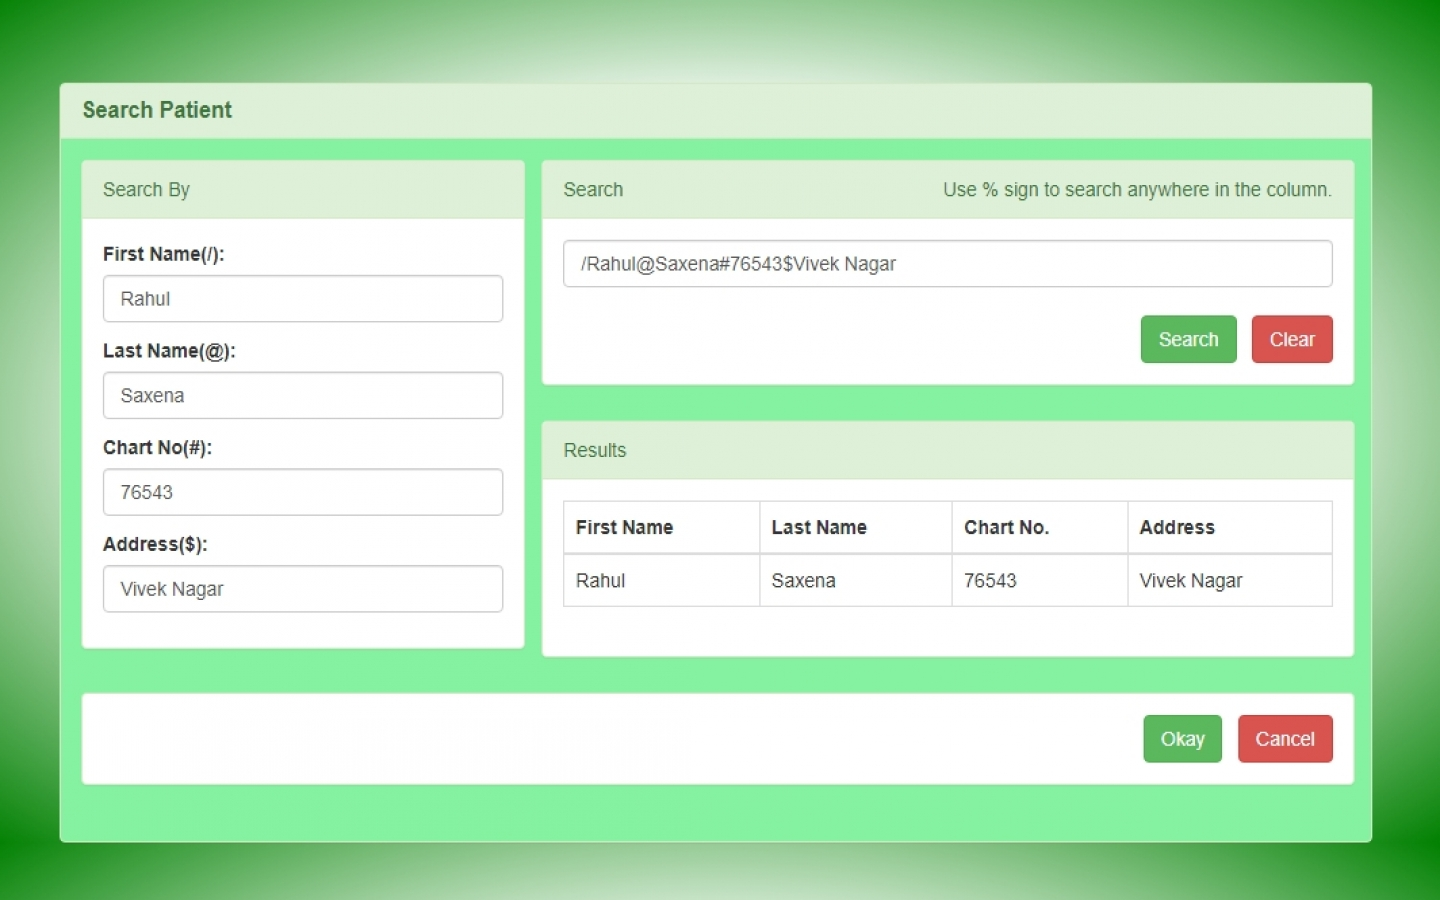 Search Patient
Search By
First Name(/):
Rahul
Last Name(@):
Saxena
Chart No(#):
76543
Address($):
Vivek Nagar
Search Use % sign to search anywhere in the column.
/Rahul@Saxena#76543$Vivek Nagar
Search Clear
Results
First Name Last Name Chart No. Address
Rahul Saxena 76543 Vivek Nagar
Okay Cancel